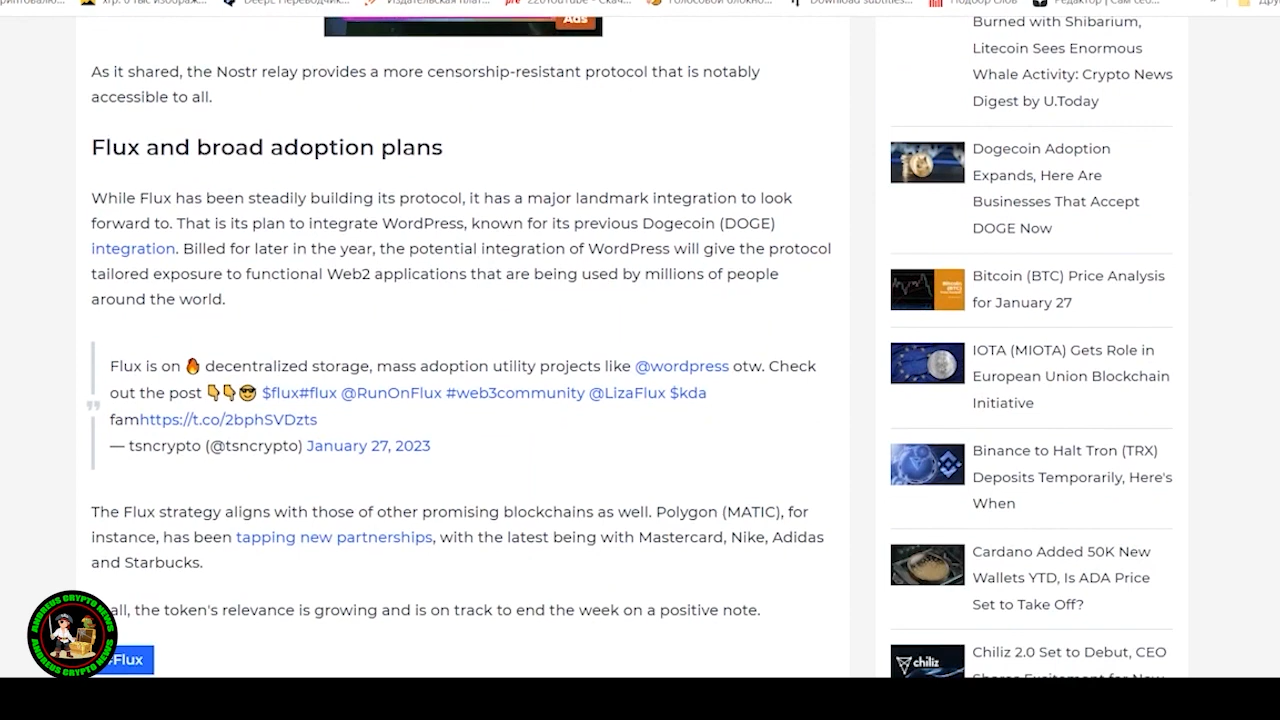 Ads
As it shared, the Nostr relay provides a more censorship-resistant protocol that is notably
accessible to all.
Flux and broad adoption plans
While Flux has been steadily building its protocol, it has a major landmark integration to look
forward to. That is its plan to integrate WordPress, known for its previous Dogecoin (DOGE)
integration. Billed for later in the year, the potential integration of WordPress will give the protocol
tailored exposure to functional Web2 applications that are being used by millions of people
around the world.
Flux is on 🔥 decentralized storage, mass adoption utility projects like @wordpress otw. Check
out the post 👇👇😎 $flux#flux @RunOnFlux #web3community @LizaFlux $kda
famhttps://t.co/2bphSVDzts
— tsncrypto (@tsncrypto) January 27, 2023
The Flux strategy aligns with those of other promising blockchains as well. Polygon (MATIC), for
instance, has been tapping new partnerships, with the latest being with Mastercard, Nike, Adidas
and Starbucks.
all, the token's relevance is growing and is on track to end the week on a positive note.
Flux
ANDREUS CRYPTO NEWS
ANDREUS CRYPTO NEWS
Burned with Shibarium,
Litecoin Sees Enormous
Whale Activity: Crypto News
Digest by U.Today
Dogecoin Adoption
Expands, Here Are
Businesses That Accept
DOGE Now
Bitcoin (BTC) Price Analysis
for January 27
IOTA (MIOTA) Gets Role in
European Union Blockchain
Initiative
Binance to Halt Tron (TRX)
Deposits Temporarily, Here's
When
Cardano Added 50K New
Wallets YTD, Is ADA Price
Set to Take Off?
chiliz
Chiliz 2.0 Set to Debut, CEO